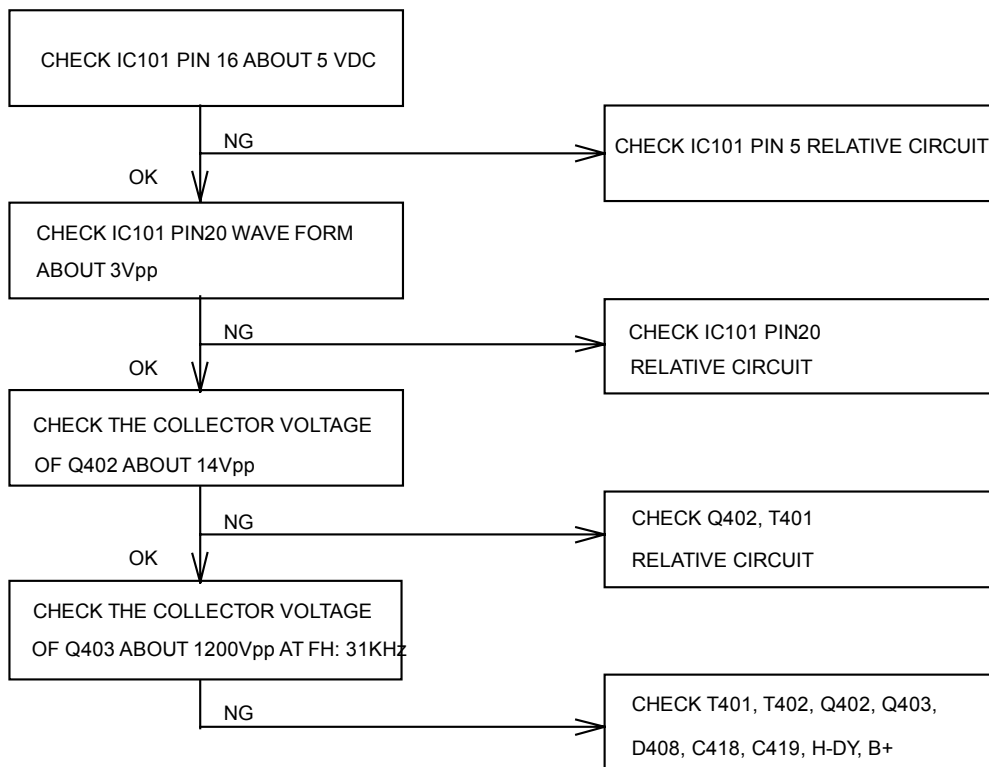 CHECK IC101 PIN 16 ABOUT 5 VDC
NG
CHECK IC101 PIN 5 RELATIVE CIRCUIT
OK
CHECK IC101 PIN20 WAVE FORM
ABOUT 3Vpp
NG
CHECK IC101 PIN20
RELATIVE CIRCUIT
OK
CHECK THE COLLECTOR VOLTAGE
OF Q402 ABOUT 14Vpp
NG
CHECK Q402, T401
RELATIVE CIRCUIT
OK
CHECK THE COLLECTOR VOLTAGE
OF Q403 ABOUT 1200Vpp AT FH: 31KHz
NG
CHECK T401, T402, Q402, Q403,
D408, C418, C419, H-DY, B+